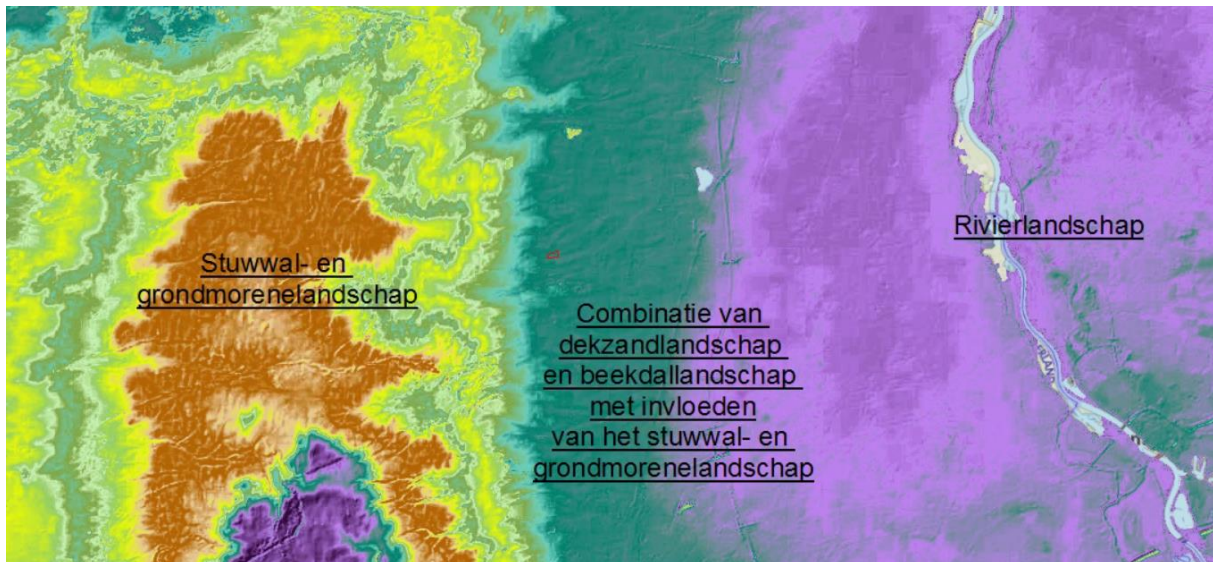 Stuwwal- en
grondmorenelandschap
Rivierlandschap
Combinatie van
dekzandlandschap
en beekdallandschap
met invloeden
van het stuwwal- en
grondmorenelandschap